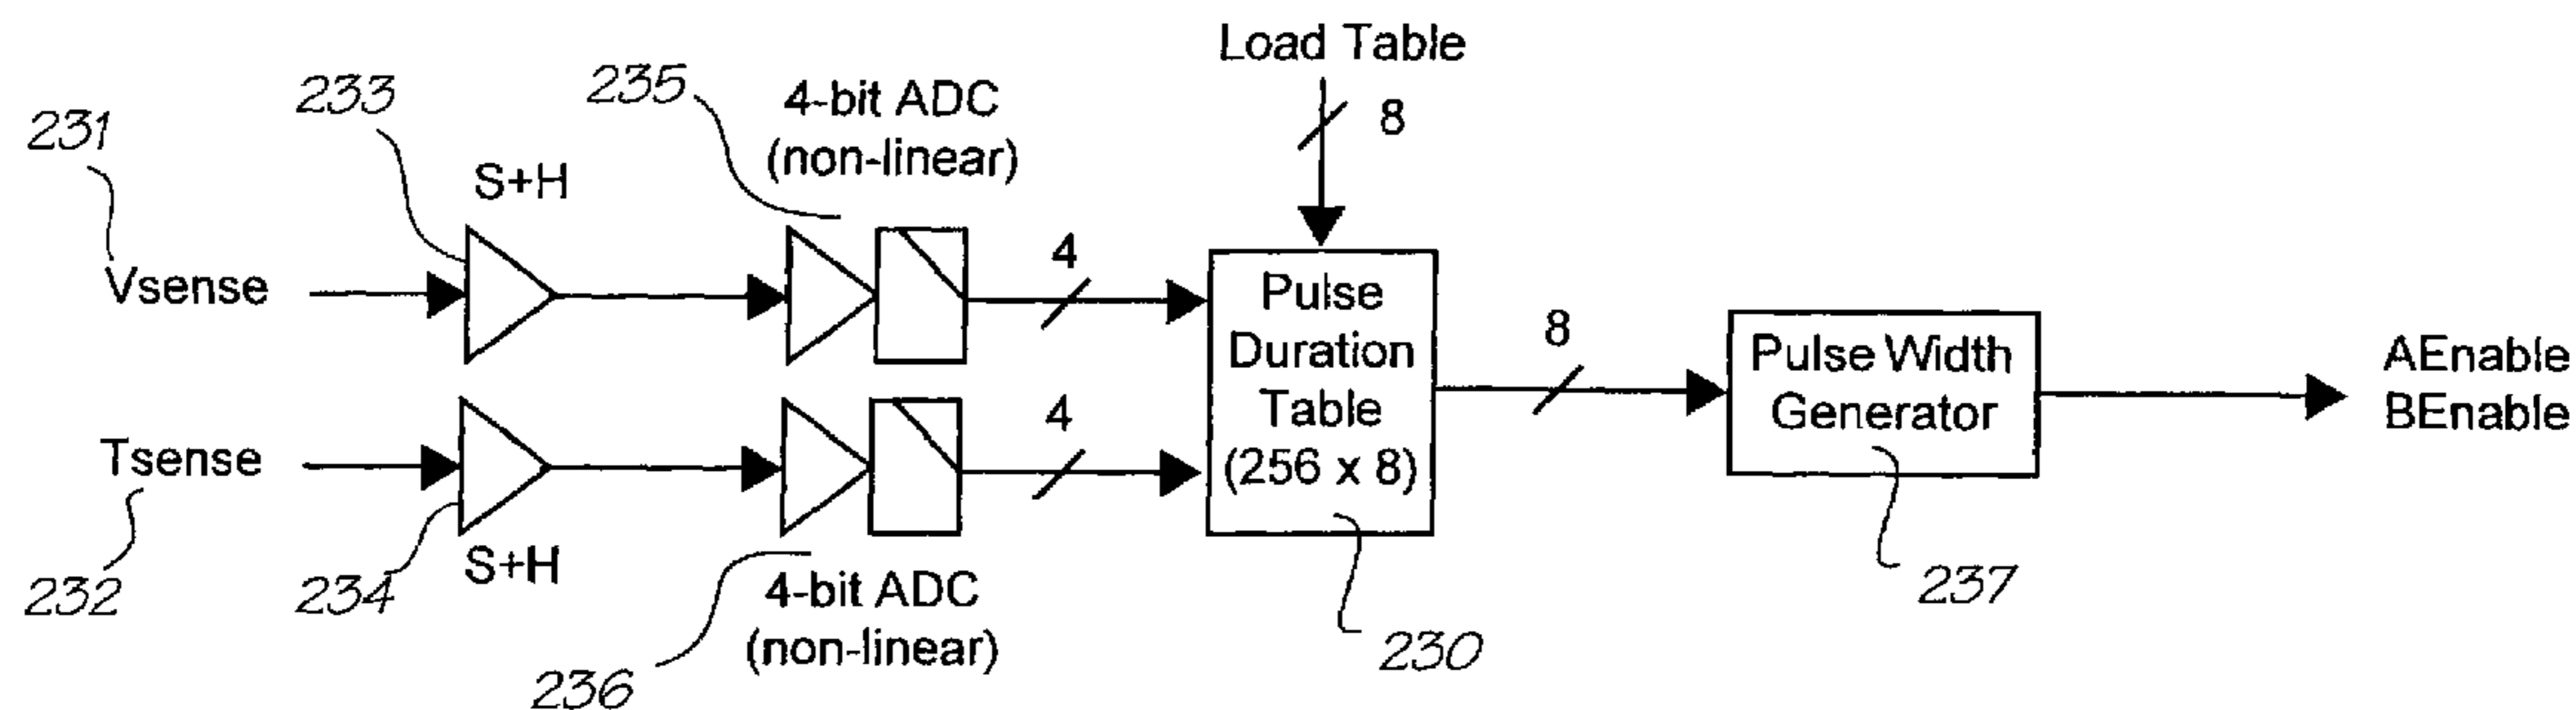 Load Table
8
231
233
S+H
235
4-bit ADC
(non-linear)
Vsense
4
Pulse
Duration
Table
(256 x 8)
8
Pulse Width
Generator
AEnable
BEnable
Tsense
232
234
S+H
4
4-bit ADC
(non-linear)
236
230
237